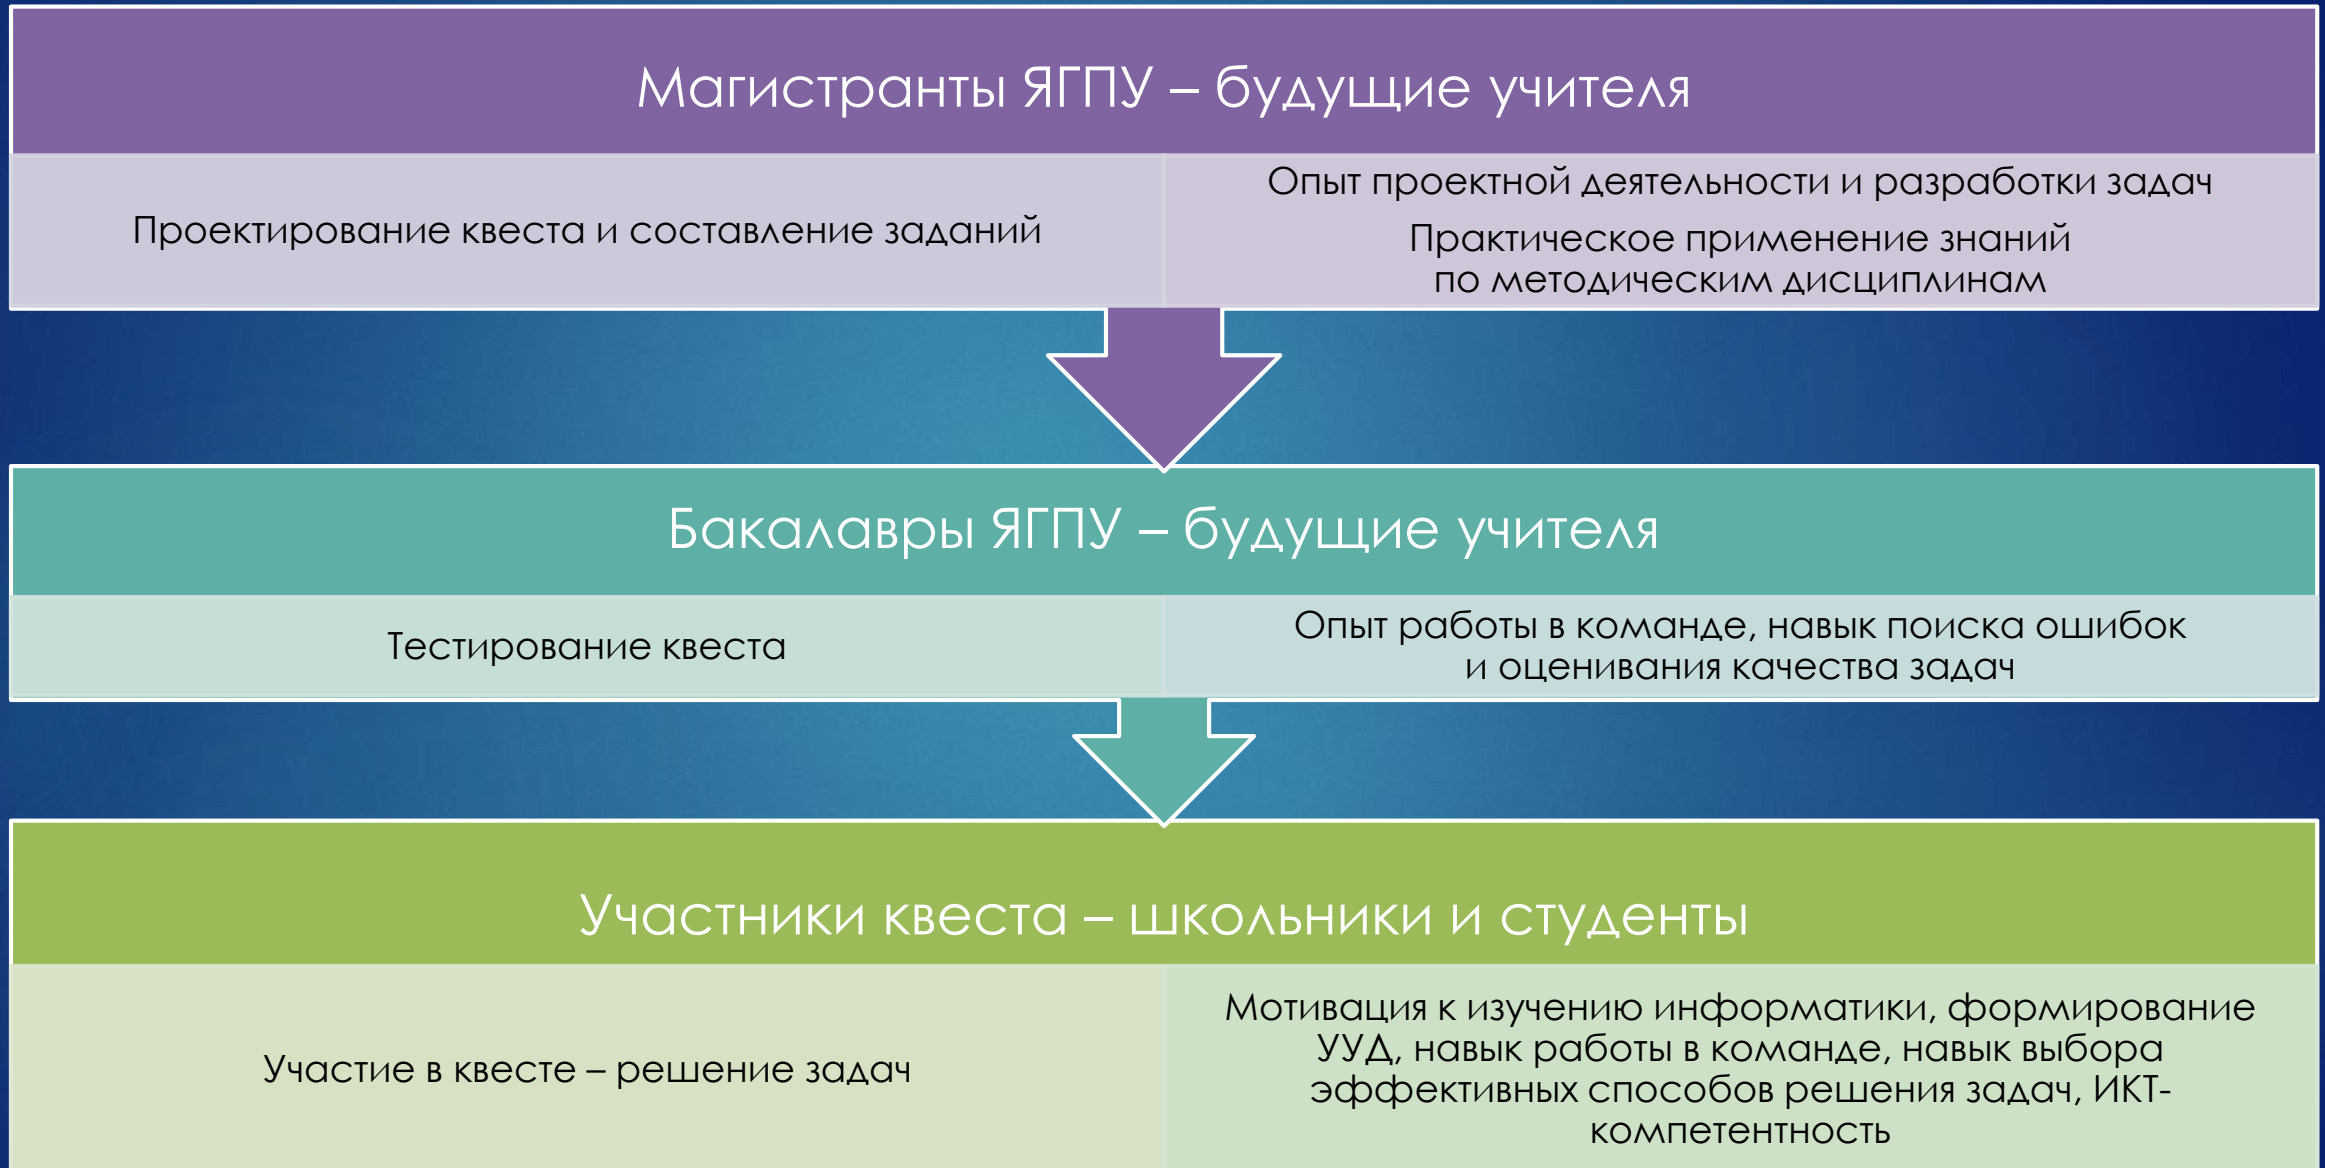 Магистранты ЯГПУ – будущие учителя
Проектирование квеста и составление заданий
Опыт проектной деятельности и разработки задач
Практическое применение знаний
по методическим дисциплинам
Бакалавры ЯГПУ – будущие учителя
Тестирование квеста
Опыт работы в команде, навык поиска ошибок
и оценивания качества задач
Участники квеста – школьники и студенты
Участие в квесте – решение задач
Мотивация к изучению информатики, формирование
УУД, навык работы в команде, навык выбора
эффективных способов решения задач, ИКТ-
компетентность